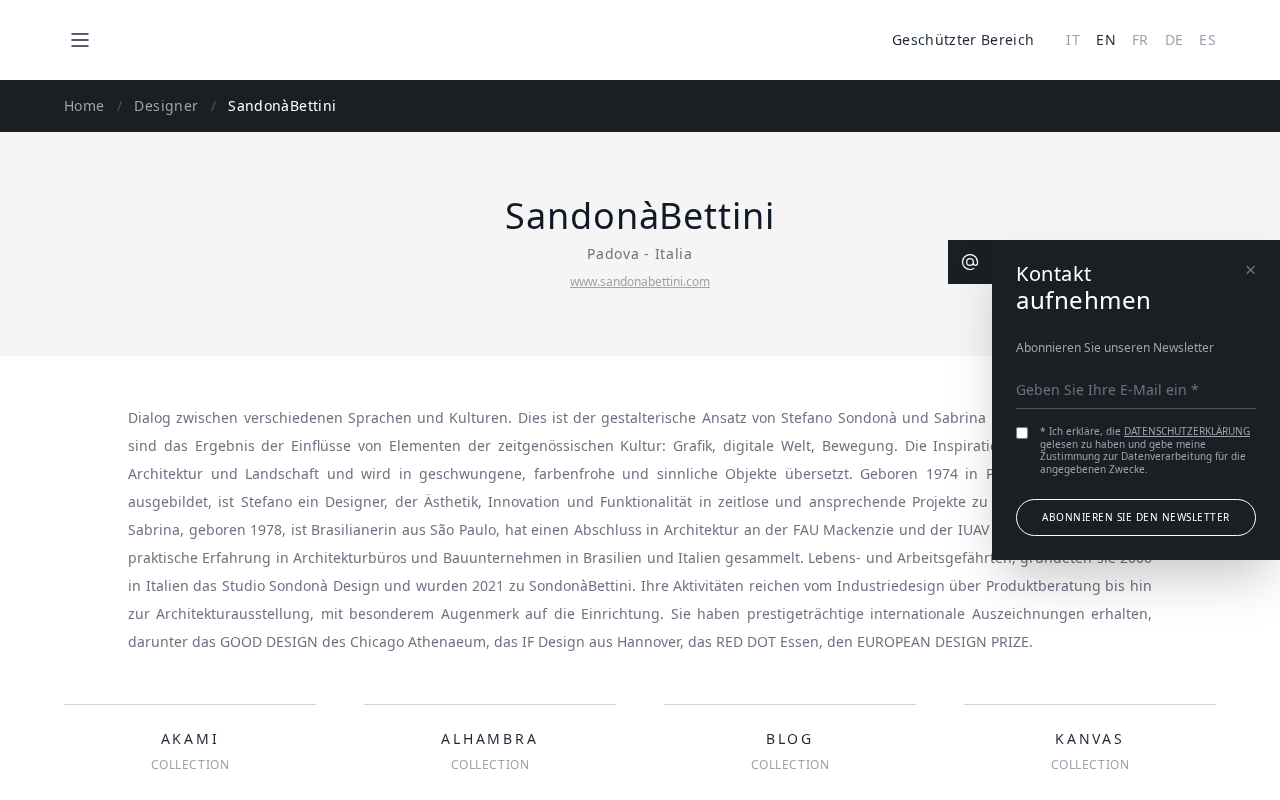 Geschützter Bereich IT EN FR DE ES
Home / Designer / SandonàBettini
SandonàBettini
Padova - Italia
www.sandonabettini.com
Kontakt
aufnehmen
Abonnieren Sie unseren Newsletter
Geben Sie Ihre E-Mail ein *
* Ich erkläre, die DATENSCHUTZERKLÄRUNG
gelesen zu haben und gebe meine
Zustimmung zur Datenverarbeitung für die
angegebenen Zwecke.
ABONNIEREN SIE DEN NEWSLETTER
Dialog zwischen verschiedenen Sprachen und Kulturen. Dies ist der gestalterische Ansatz von Stefano Sondonà und Sabrina
sind das Ergebnis der Einflüsse von Elementen der zeitgenössischen Kultur: Grafik, digitale Welt, Bewegung. Die
Architektur und Landschaft und wird in geschwungene, farbenfrohe und sinnliche Objekte übersetzt. Geboren 1974 in
ausgebildet, ist Stefano ein Designer, der Ästhetik, Innovation und Funktionalität in zeitlose und ansprechende Projekte zu
Sabrina, geboren 1978, ist Brasilianerin aus São Paulo, hat einen Abschluss in Architektur an der FAU Mackenzie und der IUAV
praktische Erfahrung in Architekturbüros und Bauunternehmen in Brasilien und Italien gesammelt. Lebens- und Arbeitsgefährten, gründeten sie 2006
in Italien das Studio Sondonà Design und wurden 2021 zu SondonàBettini. Ihre Aktivitäten reichen vom Industriedesign über Produktberatung bis hin
zur Architekturausstellung, mit besonderem Augenmerk auf die Einrichtung. Sie haben prestigeträchtige internationale Auszeichnungen erhalten,
darunter das GOOD DESIGN des Chicago Athenaeum, das IF Design aus Hannover, das RED DOT Essen, den EUROPEAN DESIGN PRIZE.
AKAMI
COLLECTION
ALHAMBRA
COLLECTION
BLOG
COLLECTION
KANVAS
COLLECTION